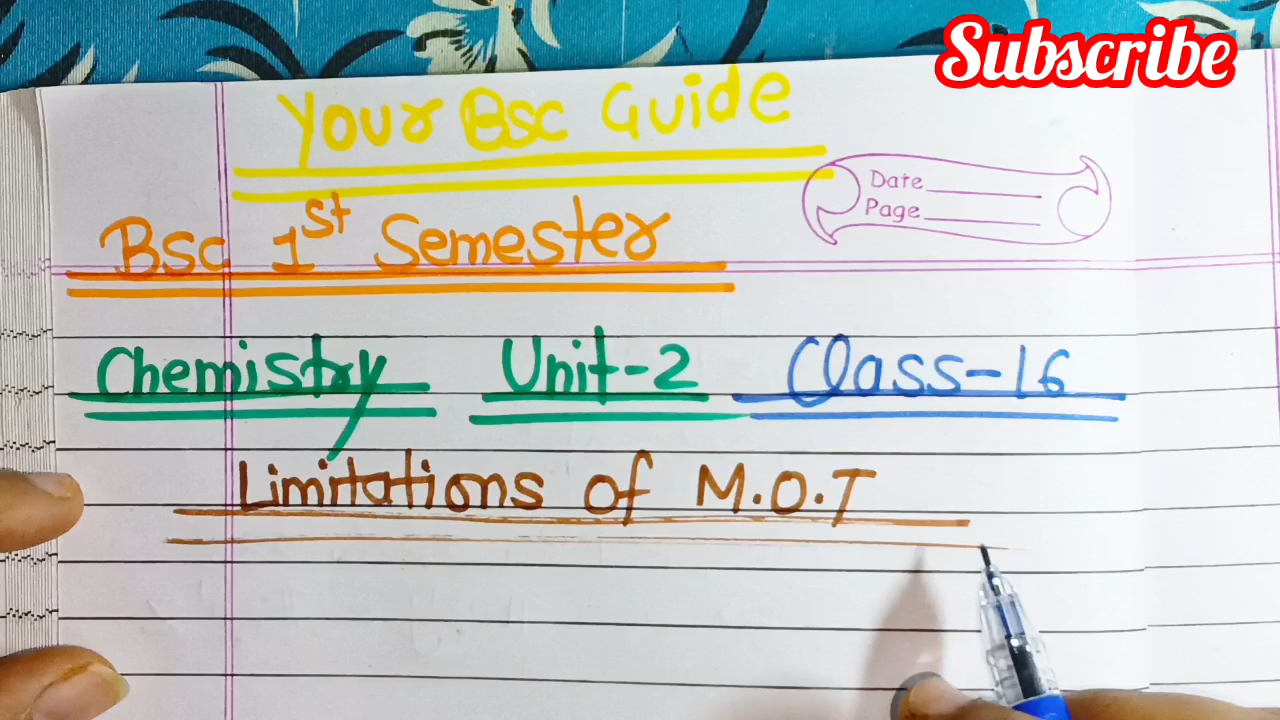 Subscribe
Your Bsc Guide
Date
Page
Bsc 1st Semester
Chemistry Unit-2 Class-16
Limitations of M.O.T